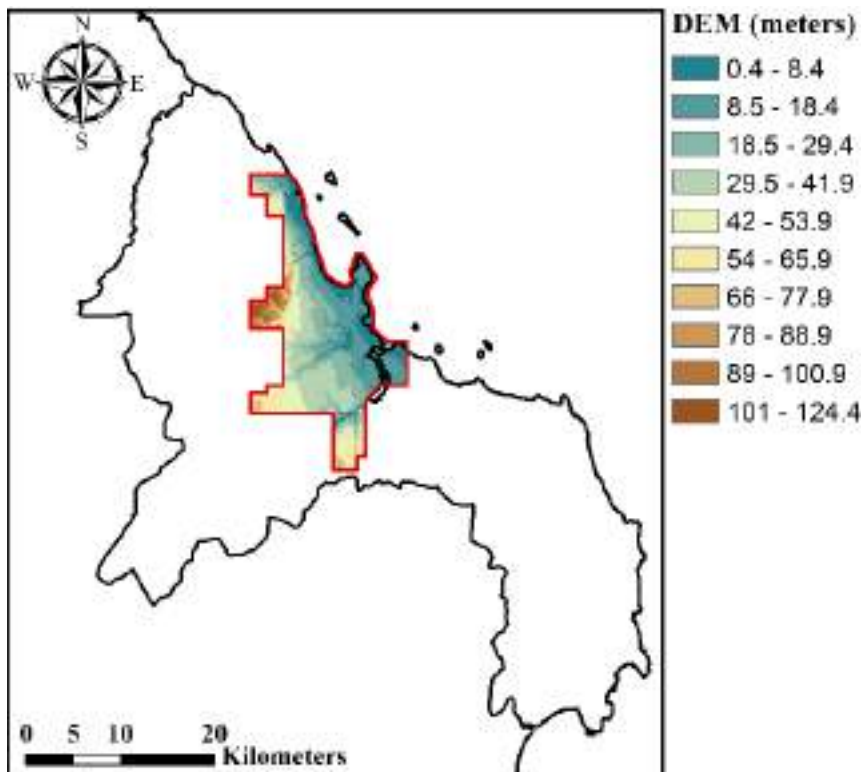 N
DEM (meters)
W E
S
0.4 - 8.4
8.5 - 18.4
18.5 - 29.4
29.5 - 41.9
42 - 53.9
54 - 65.9
66 - 77.9
78 - 88.9
89 - 100.9
101 - 124.4
0 5 10 20
Kilometers